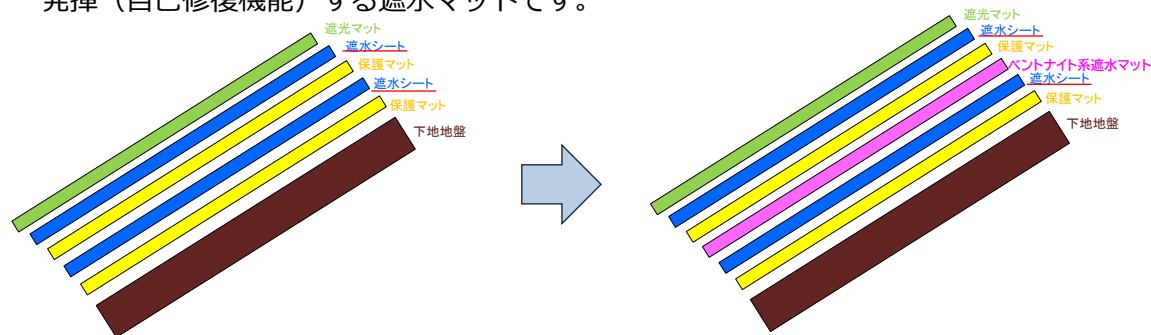 発揮（自己修復機能）する遮水マットです。
遮光マット
遮水シート
保護マット
遮水シート
保護マット
下地地盤
遮光マット
遮水シート
保護マット
ベントナイト系遮水マット
遮水シート
保護マット
下地地盤